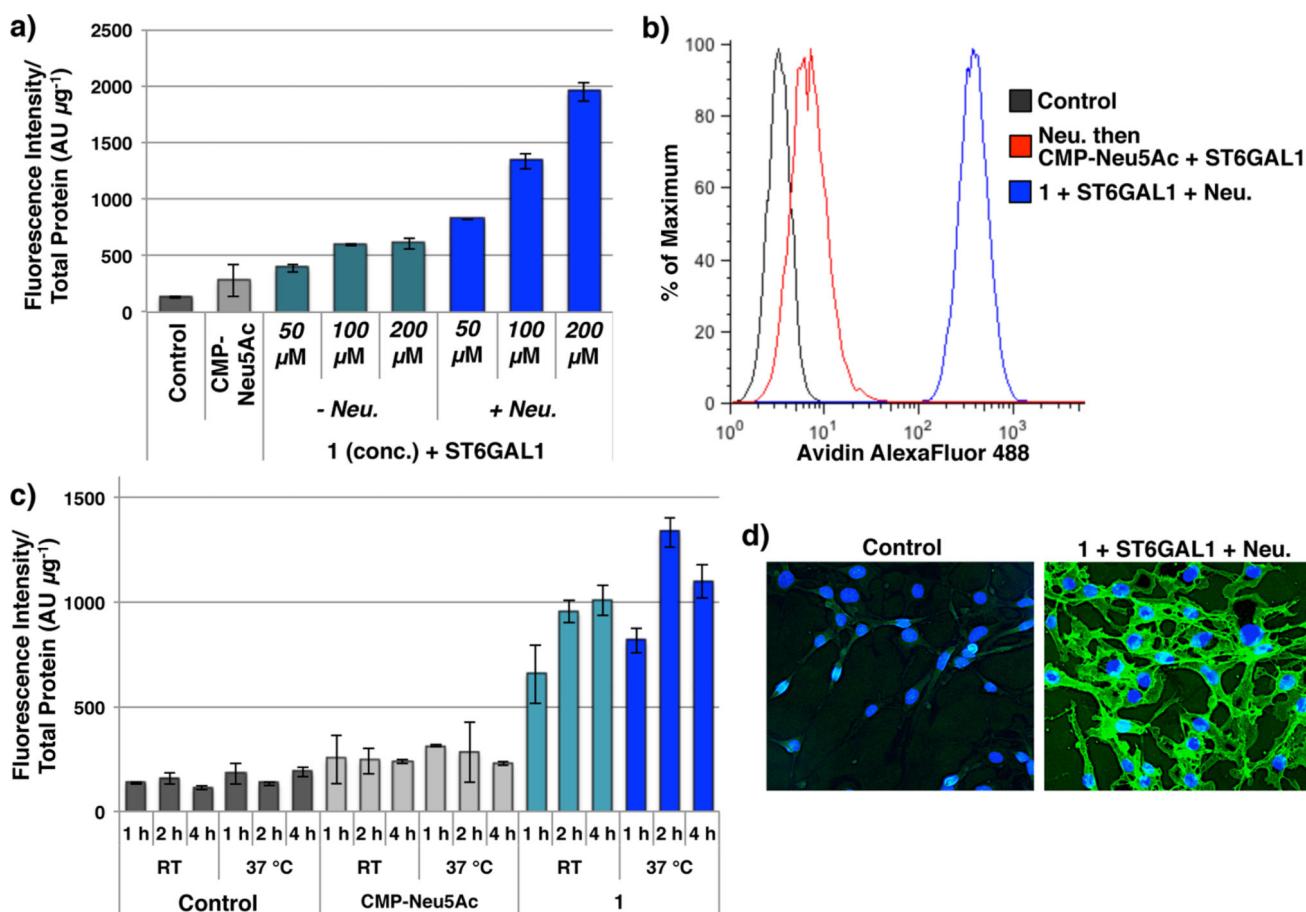 a)
Fluorescence Intensity/
Total Protein (AU µg-1)
2500
2000
1500
1000
500
0
Control
CMP-
Neu5Ac
50 100 200 50 100 200
µM µM µM µM µM µM
- Neu. + Neu.
1 (conc.) + ST6GAL1
b)
% of Maximum
100
80
60
40
20
0
10⁰ 10¹ 10² 10³
Avidin AlexaFluor 488
Control
Neu. then
CMP-Neu5Ac + ST6GAL1
1 + ST6GAL1 + Neu.
c)
Fluorescence Intensity/
Total Protein (AU µg-1)
1500
1000
500
0
1 h 2 h 4 h 1 h 2 h 4 h 1 h 2 h 4 h 1 h 2 h 4 h 1 h 2 h 4 h 1 h 2 h 4 h
RT 37 °C RT 37 °C RT 37 °C
Control CMP-Neu5Ac 1
d)
Control 1 + ST6GAL1 + Neu.